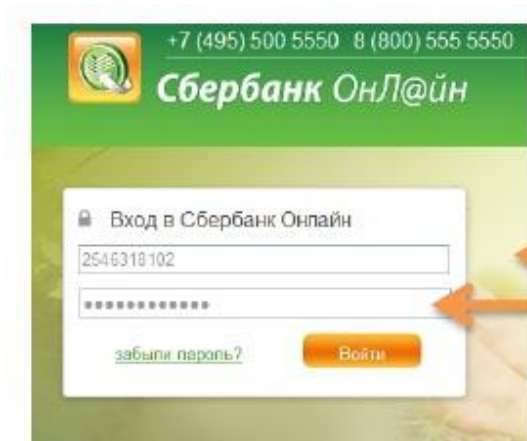 +7 (495) 500 5550 8 (800) 555 5550
Сбербанк ОнЛ@йн
Вход в Сбербанк Онлайн
2546318102
••••••••••••
забыли пароль?
Войти